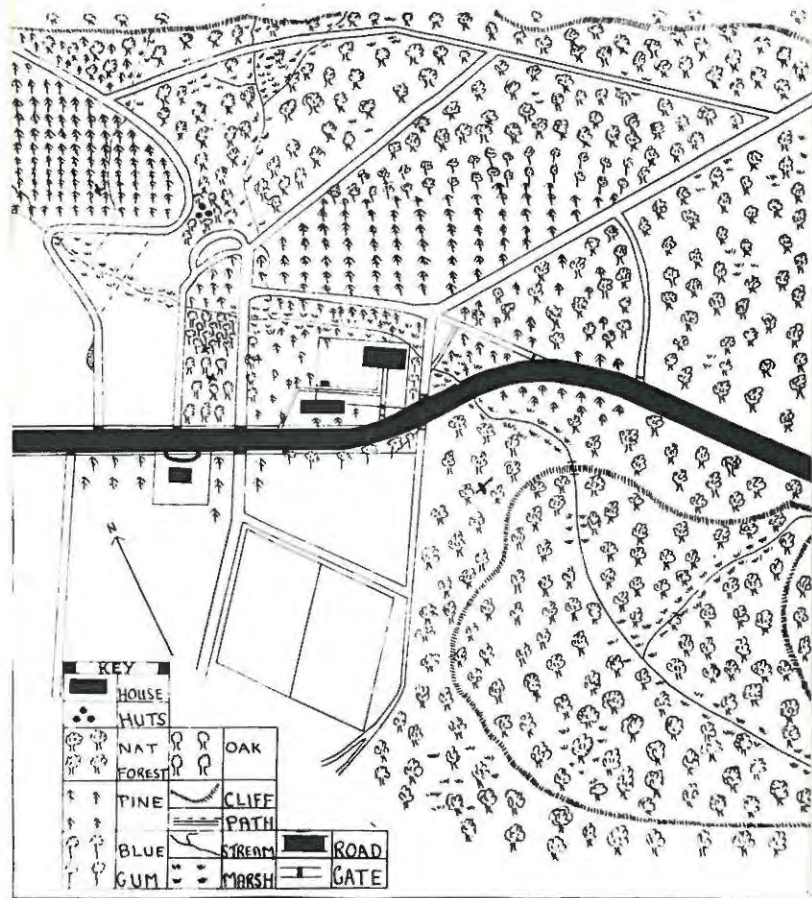 N
KEY
HOUSE
HUTS
NAT FOREST
OAK
PINE
CLIFF
PATH
BLUE GUM
STREAM
ROAD
MARSH
GATE